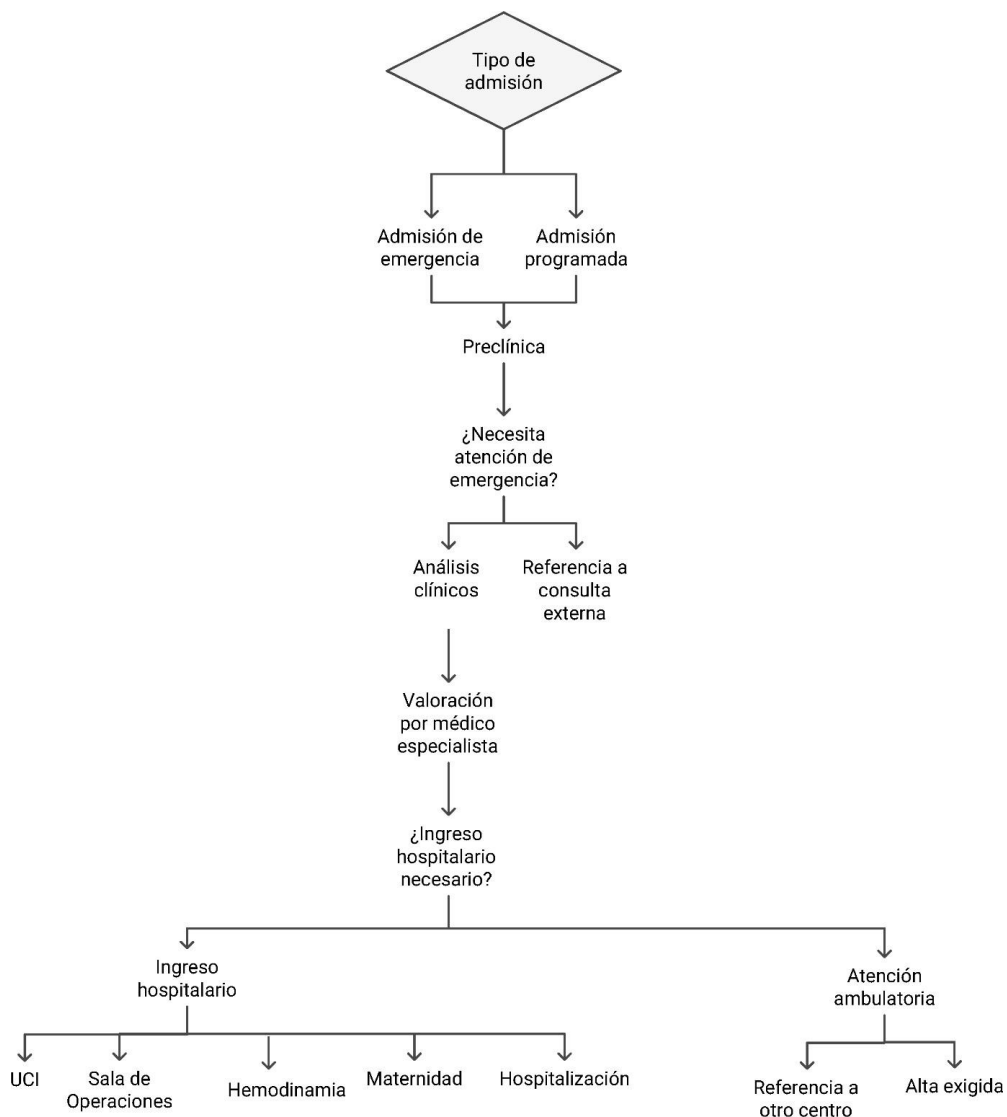 Tipo de
admisión
Admisión de
emergencia
Admisión
programada
Preclínica
¿Necesita
atención de
emergencia?
Análisis
clínicos
Referencia a
consulta
externa
Valoración
por médico
especialista
¿Ingreso
hospitalario
necesario?
Ingreso
hospitalario
Atención
ambulatoria
UCI
Sala de
Operaciones
Hemodinamia
Maternidad
Hospitalización
Referencia a
otro centro
Alta exigida